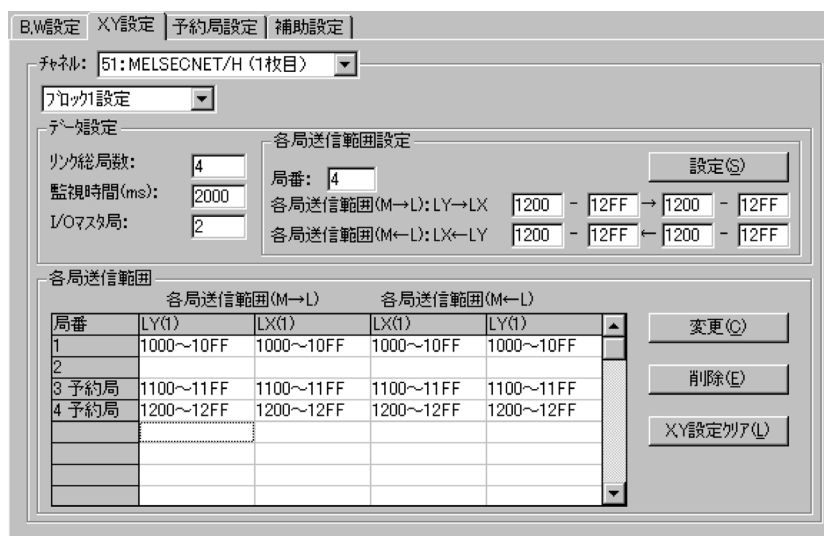 B,W設定 X,Y設定 予約局設定 補助設定
チャネル: 51:MELSECNET/H (1枚目)
ブロック1設定
データ設定
リンク総局数: 4
監視時間(ms): 2000
I/Oマスタ局: 2
各局送信範囲設定
局番: 4 設定(S)
各局送信範囲(M→L):LY→LX 1200 - 12FF → 1200 - 12FF
各局送信範囲(M←L):LX←LY 1200 - 12FF ← 1200 - 12FF
各局送信範囲
各局送信範囲(M→L) 各局送信範囲(M←L)
局番 LY(1) LX(1) LX(1) LY(1)
1 1000～10FF 1000～10FF 1000～10FF 1000～10FF
2
3 予約局 1100～11FF 1100～11FF 1100～11FF 1100～11FF
4 予約局 1200～12FF 1200～12FF 1200～12FF 1200～12FF
変更(C)
削除(E)
X,Y設定クリア(L)